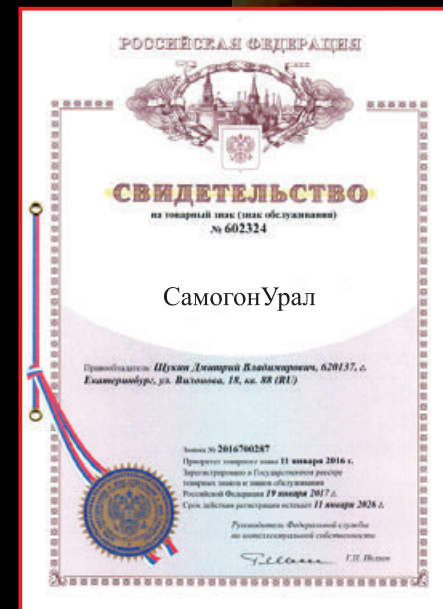 РОССИЙСКАЯ ФЕДЕРАЦИЯ
СВИДЕТЕЛЬСТВО
на товарный знак (знак обслуживания)
№ 602324
СамогонУрал
Правообладатель: Щукин Дмитрий Владимирович, 620137, г.
Екатеринбург, ул. Вилонова, 18, кв. 88 (RU)
Заявка № 2016700287
Приоритет товарного знака 11 января 2016 г.
Зарегистрировано в Государственном реестре
товарных знаков и знаков обслуживания
Российской Федерации 19 января 2017 г.
Срок действия регистрации истекает 11 января 2026 г.
Руководитель Федеральной службы
по интеллектуальной собственности
Г.П. Ивлиев